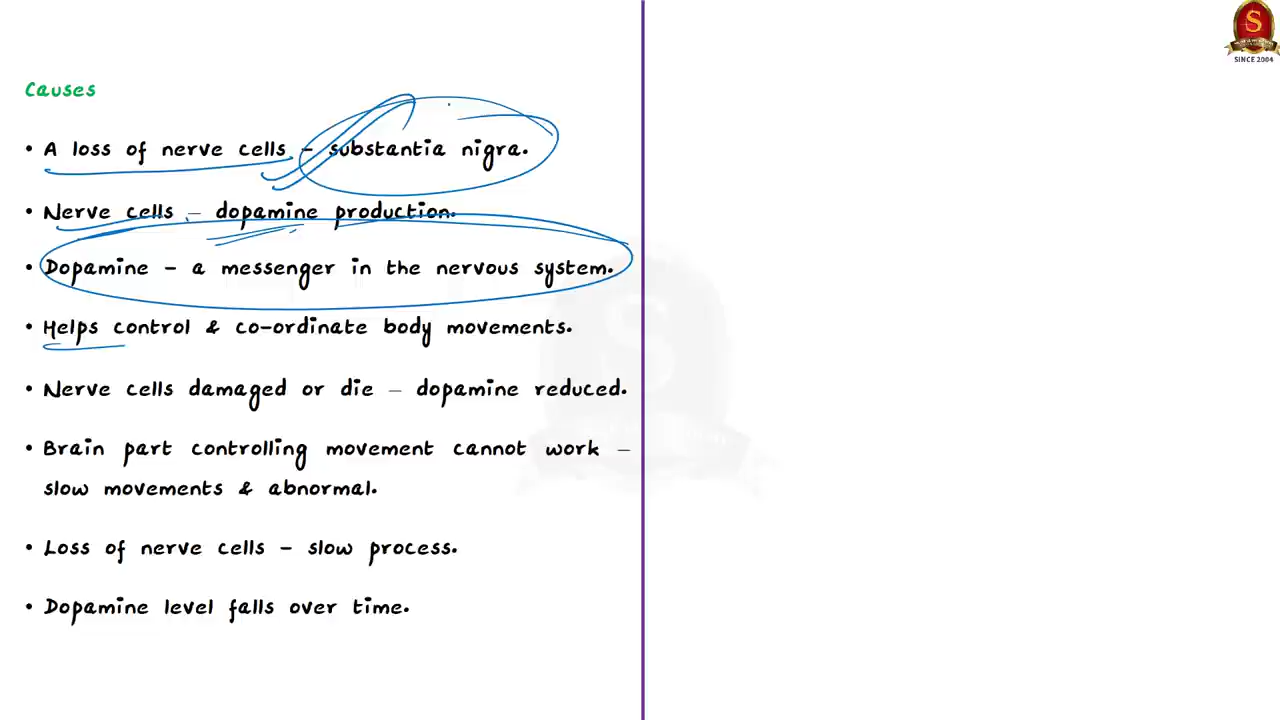 SINCE 2004
Causes
• A loss of nerve cells – substantia nigra.
• Nerve cells – dopamine production.
• Dopamine – a messenger in the nervous system.
• Helps control & co-ordinate body movements.
• Nerve cells damaged or die – dopamine reduced.
• Brain part controlling movement cannot work –
slow movements & abnormal.
• Loss of nerve cells – slow process.
• Dopamine level falls over time.